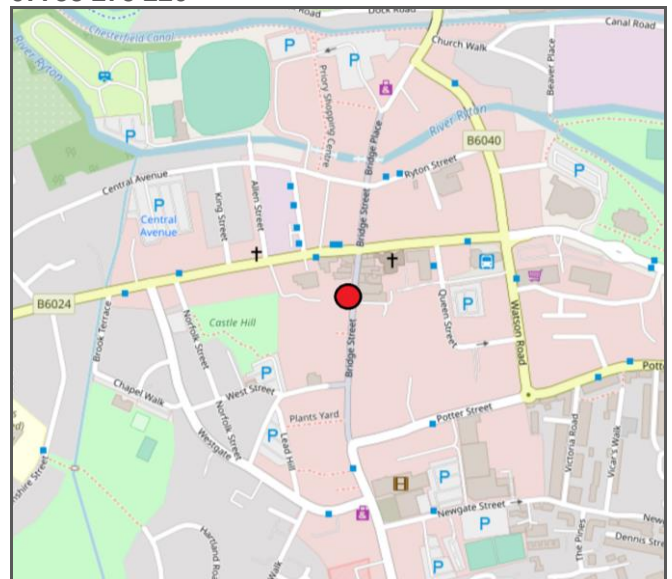 Road
Dock Road
Canal Road
Chesterfield Canal
Church Walk
Beaver Place
River Ryton
P
P
Priory Shopping Centre
P
River Ryton
B6040
P
Bridge Place
Ryton Street
P
Central Avenue
Allen Street
King Street
P
Central
Avenue
Bridge Street
B6024
Queen Street
P
Watson Road
Castle Hill
Norfolk Street
Brook Terrace
Bridge Street
P
Chapel Walk
West Street
Potter Street
Plants Yard
Norfolk Street
Westgate
Lead Hill
P
Victoria Road
Vicar's Walk
P
Newgate Street
P
The Pines
Dennis Stre
Hartland Roa
P